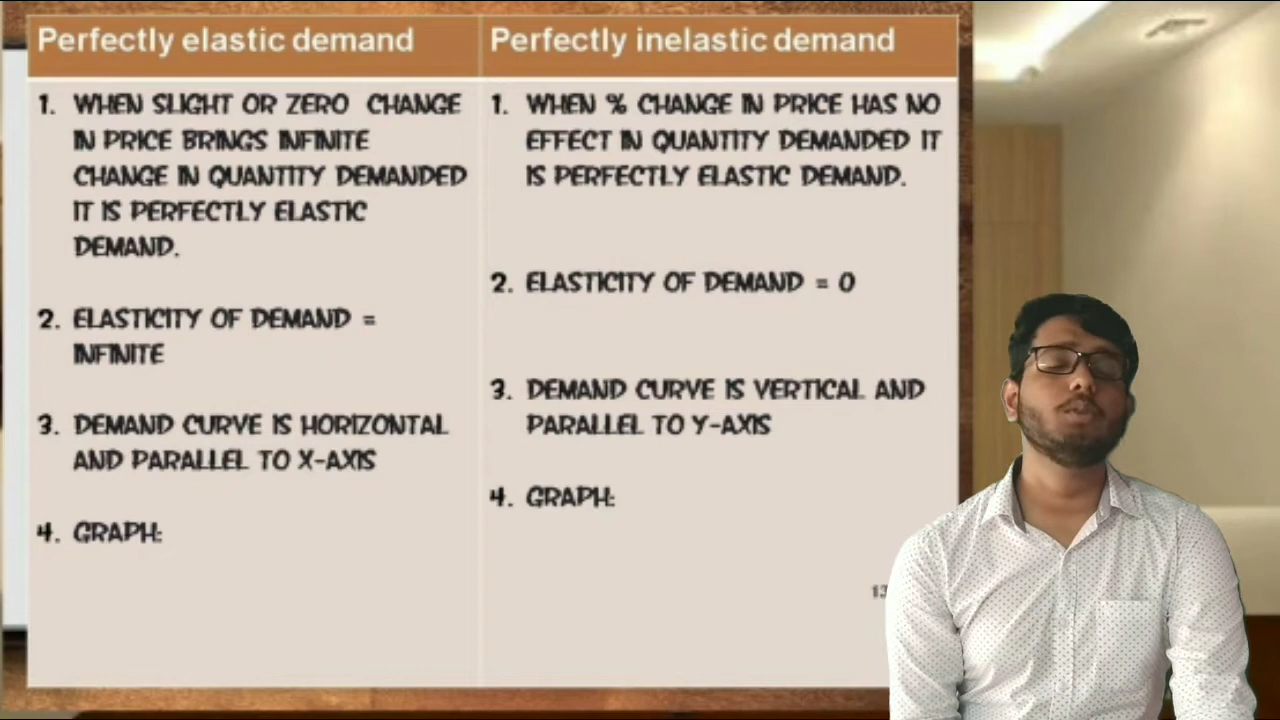 Perfectly elastic demand
1. WHEN SLIGHT OR ZERO CHANGE
IN PRICE BRINGS INFINITE
CHANGE IN QUANTITY DEMANDED
IT IS PERFECTLY ELASTIC
DEMAND.
2. ELASTICITY OF DEMAND =
INFINITE
3. DEMAND CURVE IS HORIZONTAL
AND PARALLEL TO X-AXIS
4. GRAPH:
Perfectly inelastic demand
1. WHEN % CHANGE IN PRICE HAS NO
EFFECT IN QUANTITY DEMANDED IT
IS PERFECTLY ELASTIC DEMAND.
2. ELASTICITY OF DEMAND = 0
3. DEMAND CURVE IS VERTICAL AND
PARALLEL TO Y-AXIS
4. GRAPH: